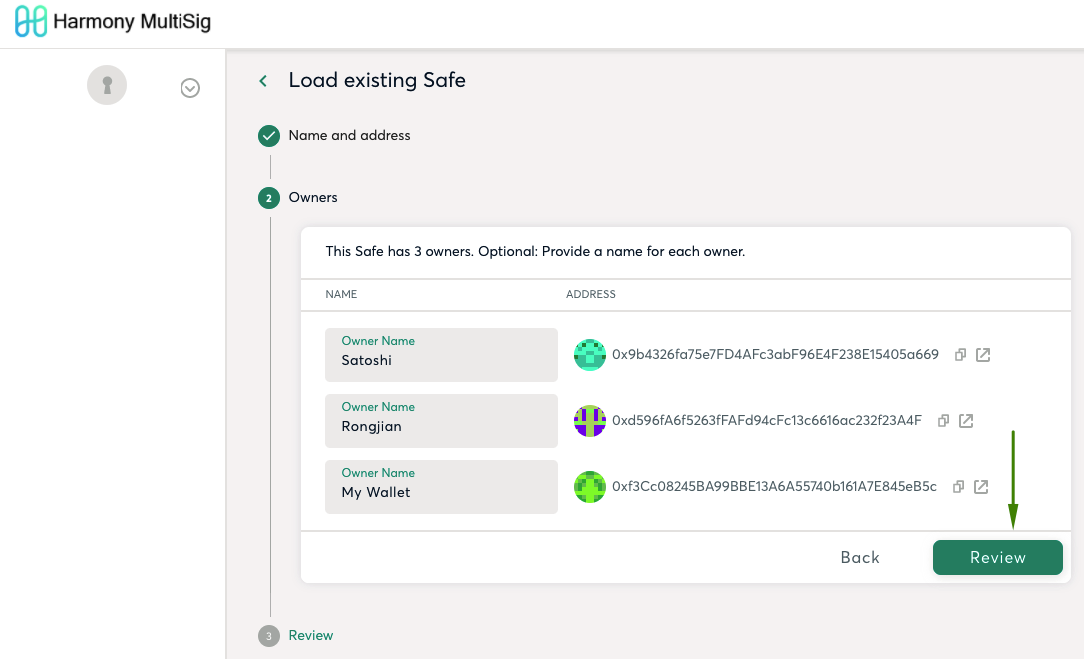 Harmony MultiSig
Load existing Safe
Name and address
2 Owners
This Safe has 3 owners. Optional: Provide a name for each owner.
NAME ADDRESS
Owner Name
Satoshi 0x9b4326fa75e7FD4AFc3abF96E4F238E15405a669
Owner Name
Rongjian 0xd596fA6f5263fFAFd94cFc13c6616ac232f23A4F
Owner Name
My Wallet 0xf3Cc08245BA99BBE13A6A55740b161A7E845eB5c
Back Review
3 Review